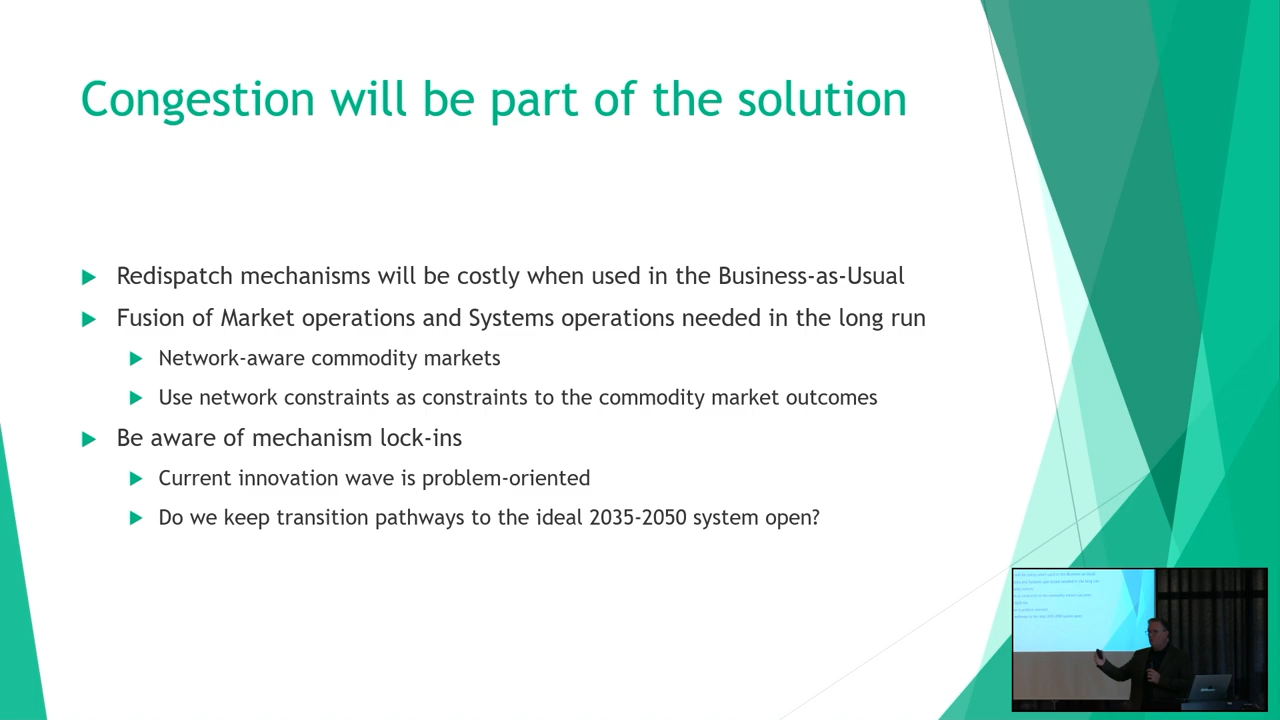 Congestion will be part of the solution
Redispatch mechanisms will be costly when used in the Business-as-Usual
Fusion of Market operations and Systems operations needed in the long run
Network-aware commodity markets
Use network constraints as constraints to the commodity market outcomes
Be aware of mechanism lock-ins
Current innovation wave is problem-oriented
Do we keep transition pathways to the ideal 2035-2050 system open?